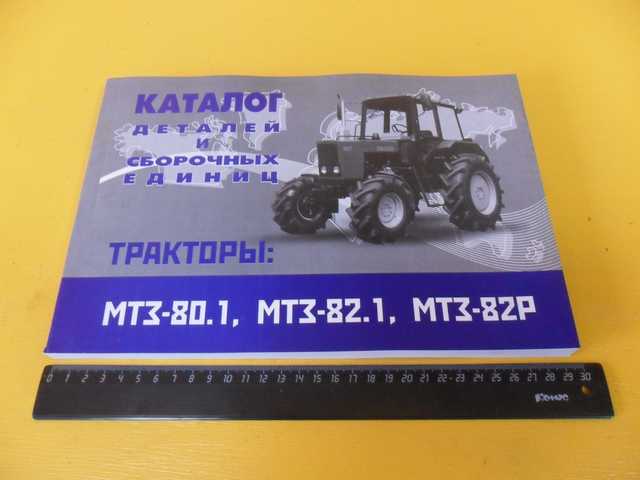 КАТАЛОГ
ДЕТАЛЕЙ
И
СБОРОЧНЫХ
ЕДИНИЦ
ТРАКТОРЫ:
МТЗ-80.1, МТЗ-82.1, МТЗ-82Р
0 1 2 3 4 5 6 7 8 9 10 11 12 13 14 15 16 17 18 19 20 21 22 23 24 25 26 27 28 29 30